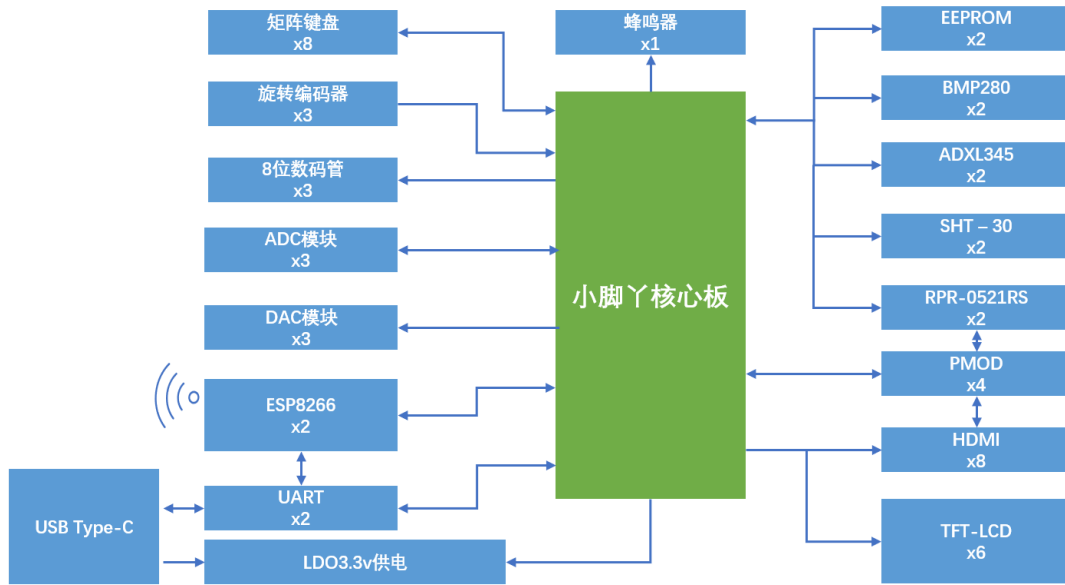 矩阵键盘
x8
旋转编码器
x3
8位数码管
x3
ADC模块
x3
DAC模块
x3
ESP8266
x2
UART
x2
USB Type-C
LDO3.3v供电
蜂鸣器
x1
小脚丫核心板
EEPROM
x2
BMP280
x2
ADXL345
x2
SHT – 30
x2
RPR-0521RS
x2
PMOD
x4
HDMI
x8
TFT-LCD
x6